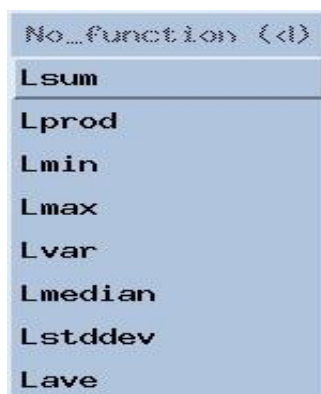 No_function (d)
Lsum
Lprod
Lmin
Lmax
Lvar
Lmedian
Lstddev
Lave